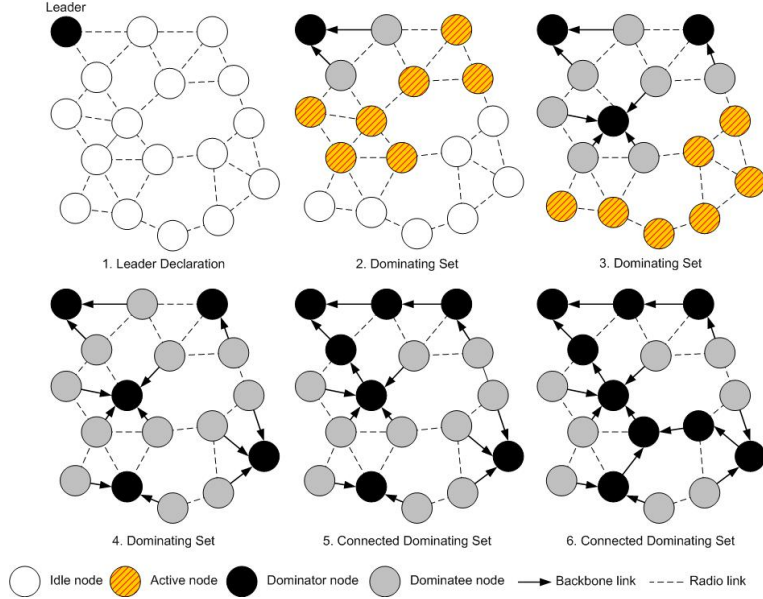 Leader
1. Leader Declaration
2. Dominating Set
3. Dominating Set
4. Dominating Set
5. Connected Dominating Set
6. Connected Dominating Set
Idle node
Active node
Dominator node
Dominatee node
Backbone link
Radio link